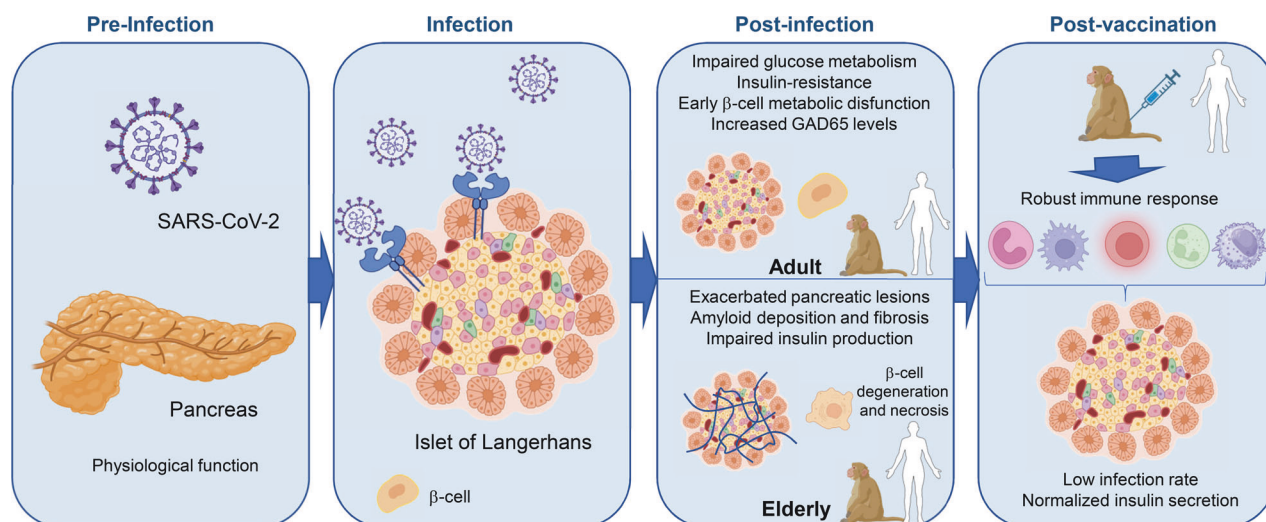 Pre-Infection
SARS-CoV-2
Pancreas
Physiological function
Infection
Islet of Langerhans
β-cell
Post-infection
Impaired glucose metabolism
Insulin-resistance
Early β-cell metabolic disfunction
Increased GAD65 levels
Adult
Exacerbated pancreatic lesions
Amyloid deposition and fibrosis
Impaired insulin production
β-cell
degeneration
and necrosis
Elderly
Post-vaccination
Robust immune response
Low infection rate
Normalized insulin secretion